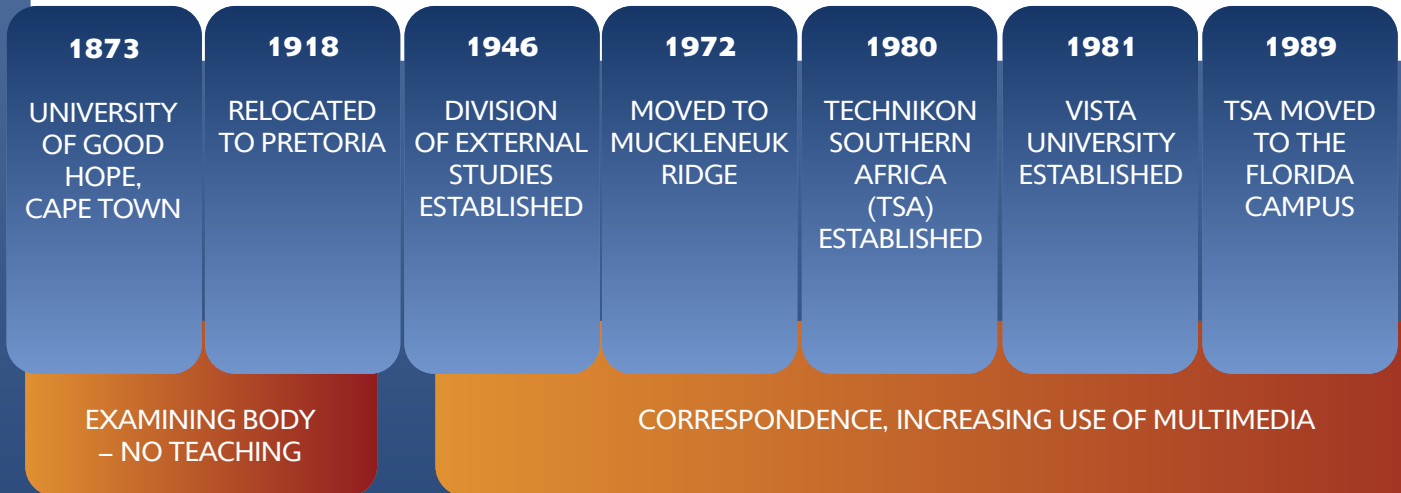 1873
UNIVERSITY
OF GOOD
HOPE,
CAPE TOWN
1918
RELOCATED
TO PRETORIA
1946
DIVISION
OF EXTERNAL
STUDIES
ESTABLISHED
1972
MOVED TO
MUCKLENEUK
RIDGE
1980
TECHNIKON
SOUTHERN
AFRICA
(TSA)
ESTABLISHED
1981
VISTA
UNIVERSITY
ESTABLISHED
1989
TSA MOVED
TO THE
FLORIDA
CAMPUS
EXAMINING BODY
– NO TEACHING
CORRESPONDENCE, INCREASING USE OF MULTIMEDIA